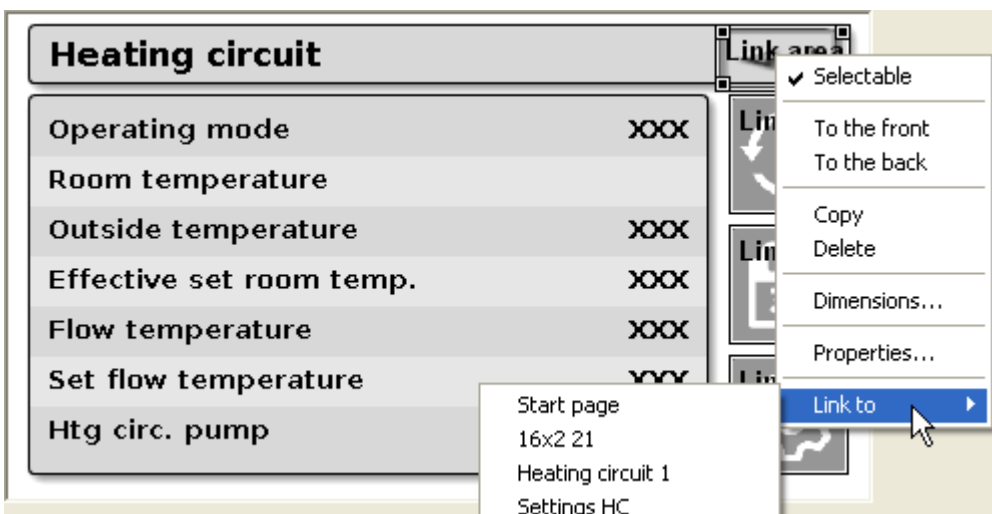 Heating circuit
Link area
Operating mode XXX
Room temperature
Outside temperature XXX
Effective set room temp. XXX
Flow temperature XXX
Set flow temperature XXX
Htg circ. pump
Selectable
To the front
To the back
Copy
Delete
Dimensions...
Properties...
Link to
Start page
16x2 21
Heating circuit 1
Settings HC